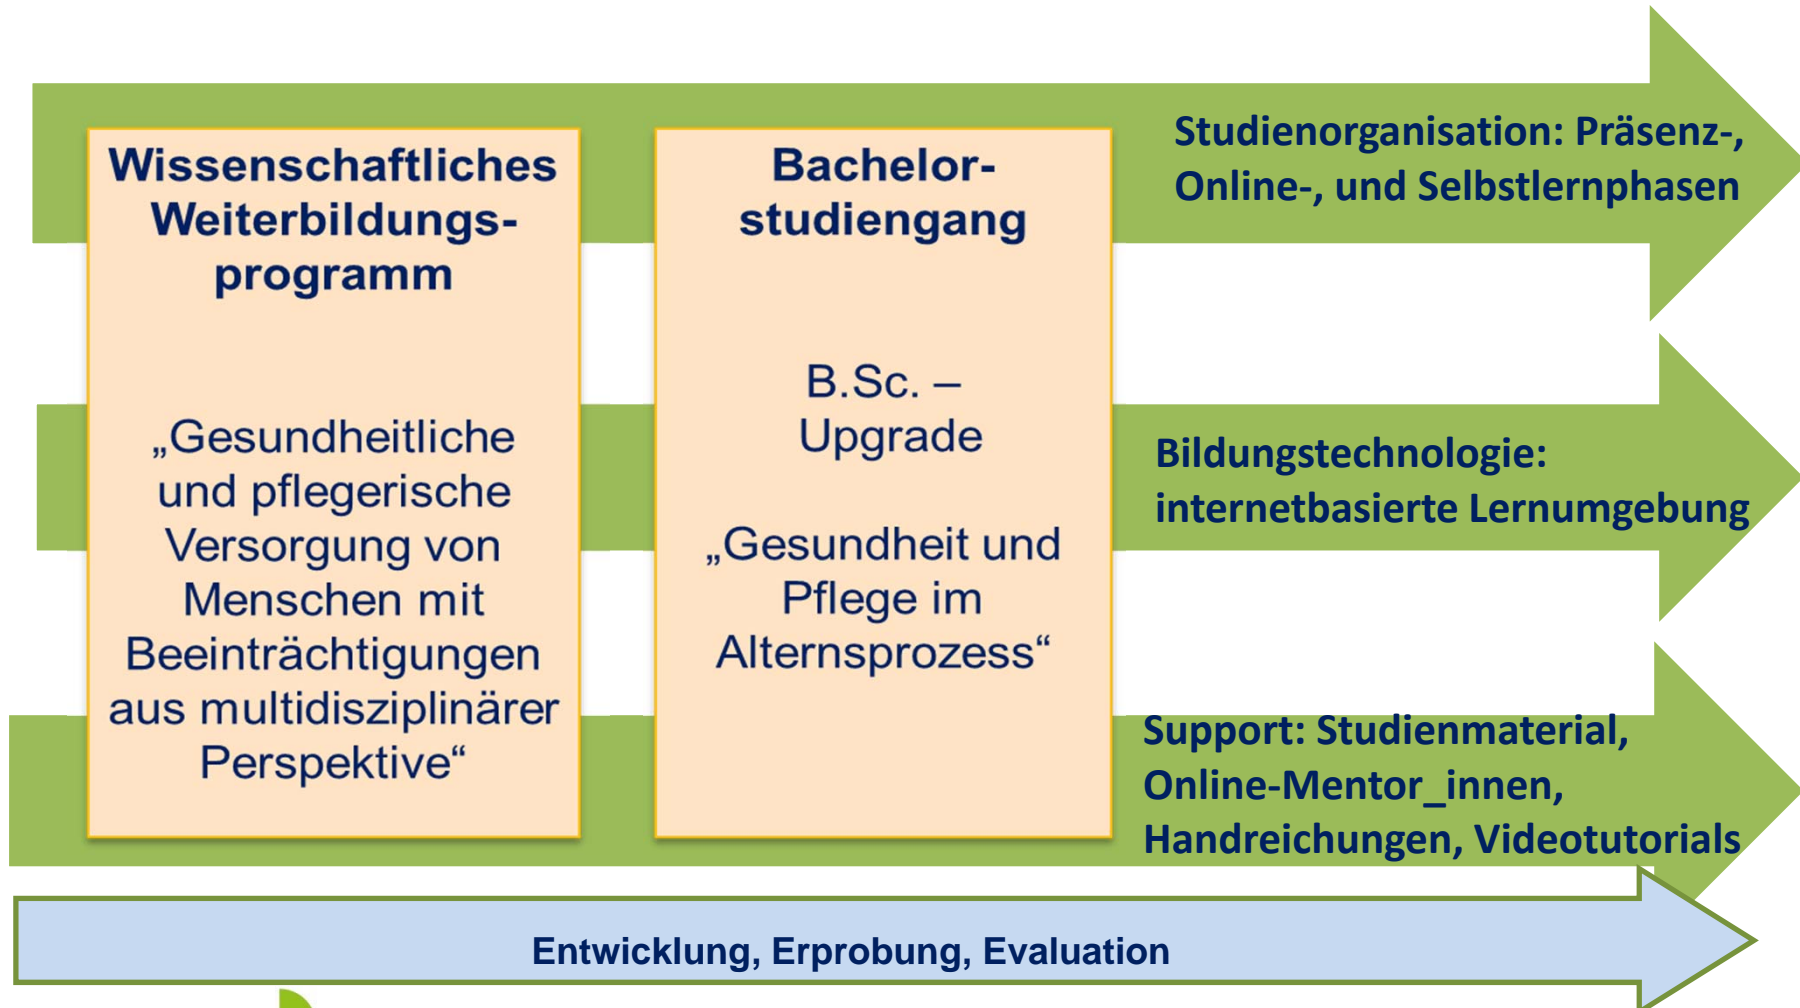 Wissenschaftliches
Weiterbildungs-
programm
„Gesundheitliche
und pflegerische
Versorgung von
Menschen mit
Beeinträchtigungen
aus multidisziplinärer
Perspektive“
Bachelor-
studiengang
B.Sc. –
Upgrade
„Gesundheit und
Pflege im
Alternsprozess“
Studienorganisation: Präsenz-,
Online-, und Selbstlernphasen
Bildungstechnologie:
internetbasierte Lernumgebung
Support: Studienmaterial,
Online-Mentor_innen,
Handreichungen, Videotutorials
Entwicklung, Erprobung, Evaluation